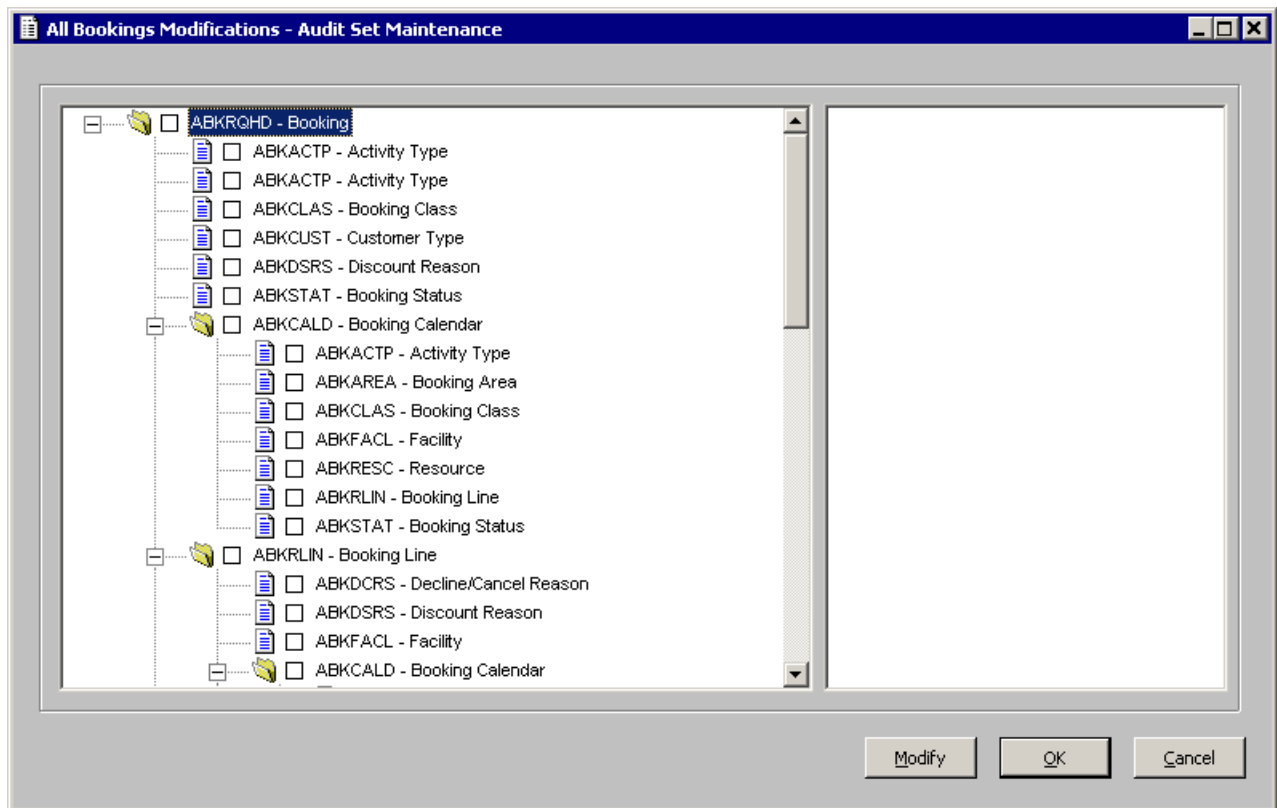 All Bookings Modifications - Audit Set Maintenance
ABKRQHD - Booking
ABKACTP - Activity Type
ABKACTP - Activity Type
ABKCLAS - Booking Class
ABKCUST - Customer Type
ABKDSRS - Discount Reason
ABKSTAT - Booking Status
ABKCALD - Booking Calendar
ABKACTP - Activity Type
ABKAREA - Booking Area
ABKCLAS - Booking Class
ABKFACL - Facility
ABKRESC - Resource
ABKRLIN - Booking Line
ABKSTAT - Booking Status
ABKRLIN - Booking Line
ABKDCRS - Decline/Cancel Reason
ABKDSRS - Discount Reason
ABKFACL - Facility
ABKCALD - Booking Calendar
Modify OK Cancel